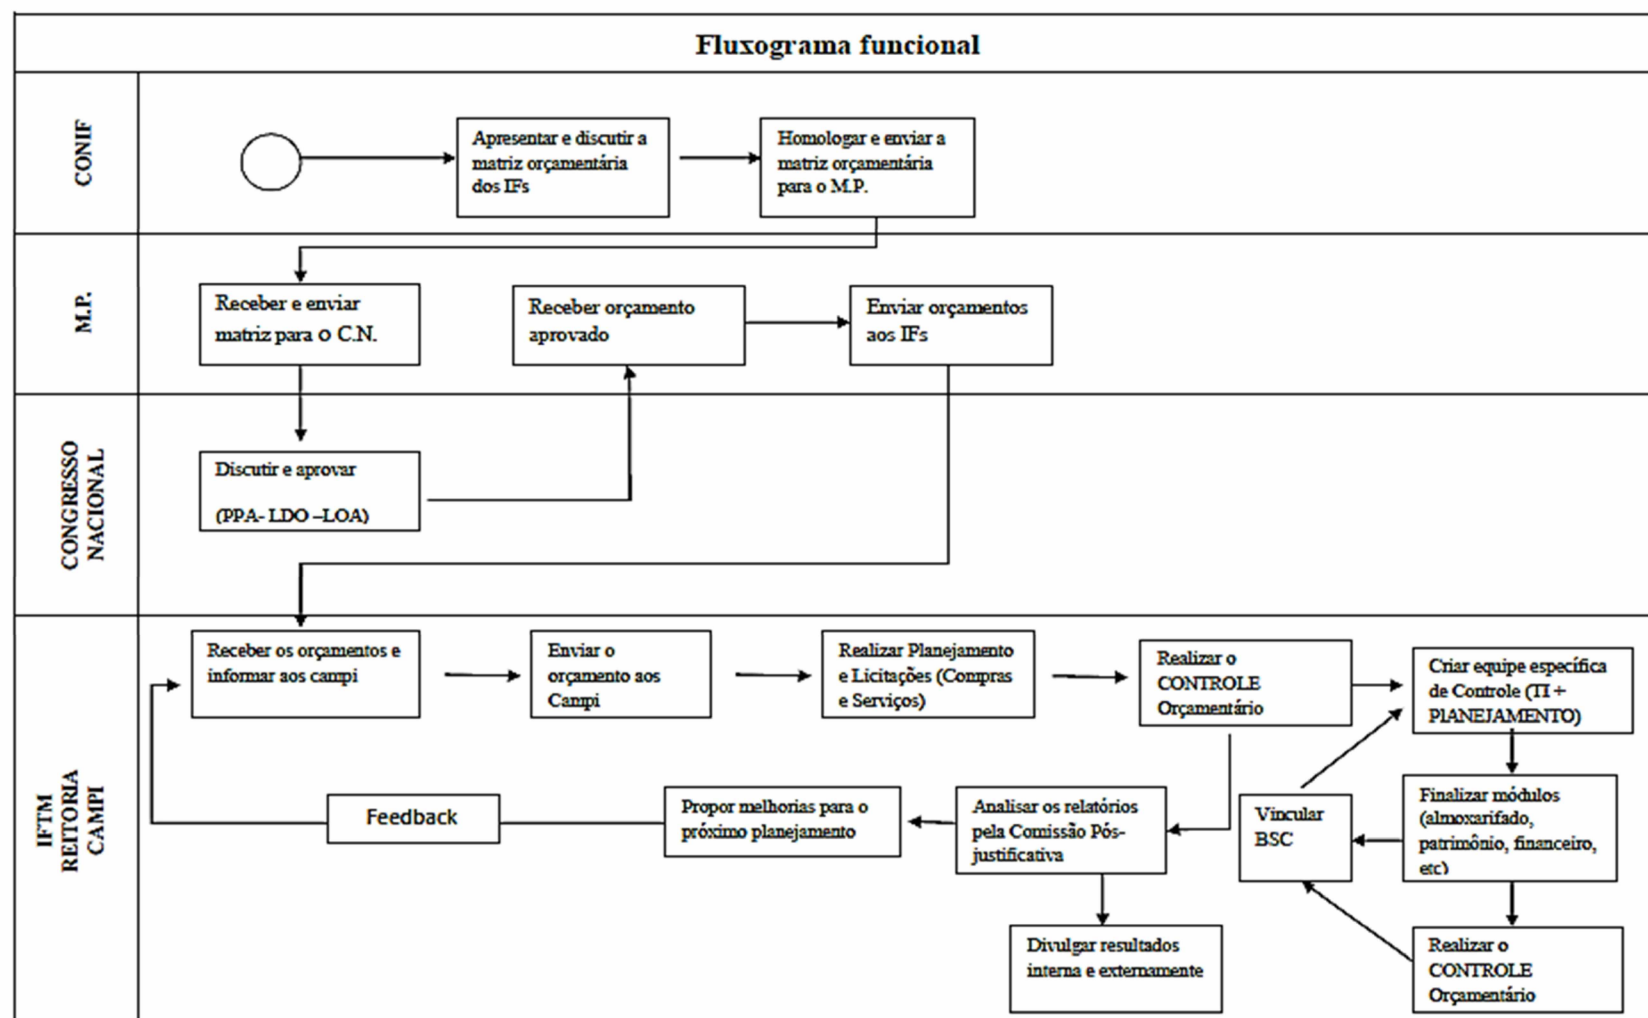 Fluxograma funcional
CONIF
Apresentar e discutir a
matriz orçamentária
dos IFs
Homologar e enviar a
matriz orçamentária
para o M.P.
M.P.
Receber e enviar
matriz para o C.N.
Receber orçamento
aprovado
Enviar orçamentos
aos IFs
CONGRESSO
NACIONAL
Discutir e aprovar
(PPA- LDO –LOA)
IFTM
REITORIA
CAMPI
Receber os orçamentos e
informar aos campi
Enviar o
orçamento aos
Campi
Realizar Planejamento
e Licitações (Compras
e Serviços)
Realizar o
CONTROLE
Orçamentário
Criar equipe específica
de Controle (TI +
PlANEJAMENTO)
Feedback
Propor melhorias para o
próximo planejamento
Analisar os relatórios
pela Comissão Pós-
justificativa
Vincular
BSC
Finalizar módulos
(almoxarifado,
patrimônio, financeiro,
etc)
Divulgar resultados
interna e externamente
Realizar o
CONTROLE
Orçamentário